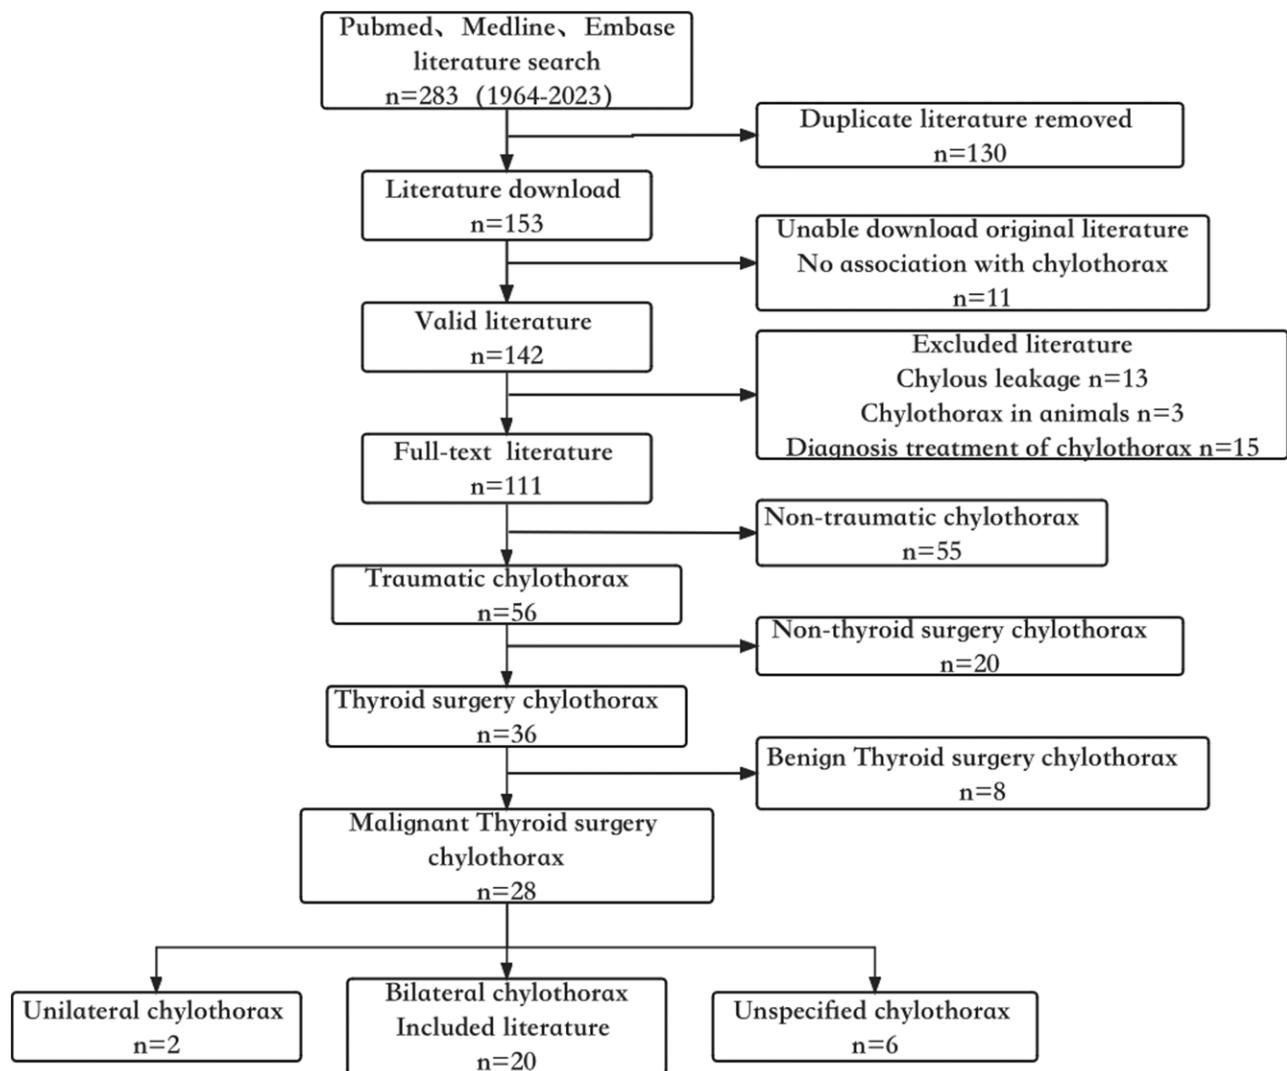 Pubmed、Medline、Embase
literature search
n=283 (1964-2023)
Duplicate literature removed
n=130
Literature download
n=153
Unable download original literature
No association with chylothorax
n=11
Valid literature
n=142
Excluded literature
Chylous leakage n=13
Chylothorax in animals n=3
Diagnosis treatment of chylothorax n=15
Full-text literature
n=111
Non-traumatic chylothorax
n=55
Traumatic chylothorax
n=56
Non-thyroid surgery chylothorax
n=20
Thyroid surgery chylothorax
n=36
Benign Thyroid surgery chylothorax
n=8
Malignant Thyroid surgery
chylothorax
n=28
Unilateral chylothorax
n=2
Bilateral chylothorax
Included literature
n=20
Unspecified chylothorax
n=6